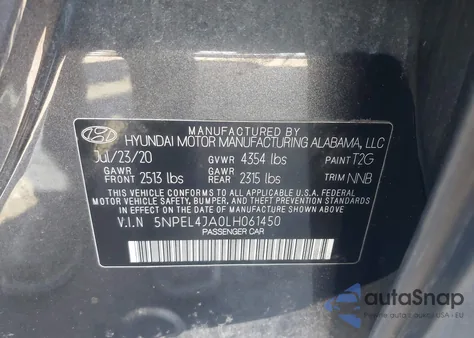 MANUFACTURED BY
HYUNDAI MOTOR MANUFACTURING ALABAMA, LLC
Jul/23/20 GVWR 4354 lbs PAINT T2G
GAWR FRONT 2513 lbs GAWR REAR 2315 lbs TRIM NNB
THIS VEHICLE CONFORMS TO ALL APPLICABLE U.S.A. FEDERAL
MOTOR VEHICLE SAFETY, BUMPER, AND THEFT PREVENTION
STANDARDS IN EFFECT ON THE DATE OF MANUFACTURE SHOWN ABOVE.
V.I.N 5NPEL4JA0LH061450
PASSENGER CAR
autoSnap